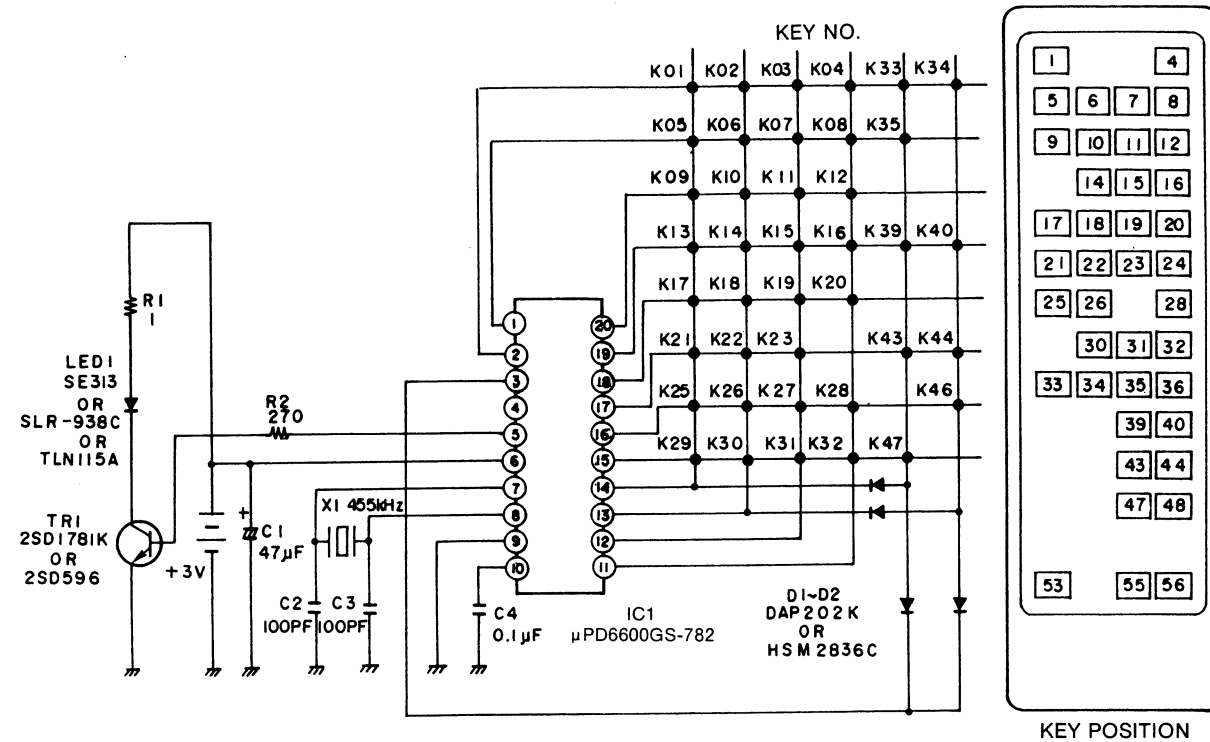 KEY NO.
K01 K02 K03 K04 K33 K34
K05 K06 K07 K08 K35
K09 K10 K11 K12
K13 K14 K15 K16 K39 K40
K17 K18 K19 K20
K21 K22 K23 K43 K44
K25 K26 K27 K28 K46
K29 K30 K31 K32 K47
R1
1
LED1
SE313
OR
SLR-938C
OR
TLN115A
R2
270
TR1
2SD1781K
OR
2SD596
+3V
+
C1
47μF
X1 455kHz
C2
100PF
C3
100PF
C4
0.1μF
1
2
3
4
5
6
7
8
9
10
20
19
18
17
16
15
14
13
12
11
IC1
μPD6600GS-782
D1~D2
DAP202K
OR
HSM2836C
1 4
5 6 7 8
9 10 11 12
14 15 16
17 18 19 20
21 22 23 24
25 26 28
30 31 32
33 34 35 36
39 40
43 44
47 48
53 55 56
KEY POSITION